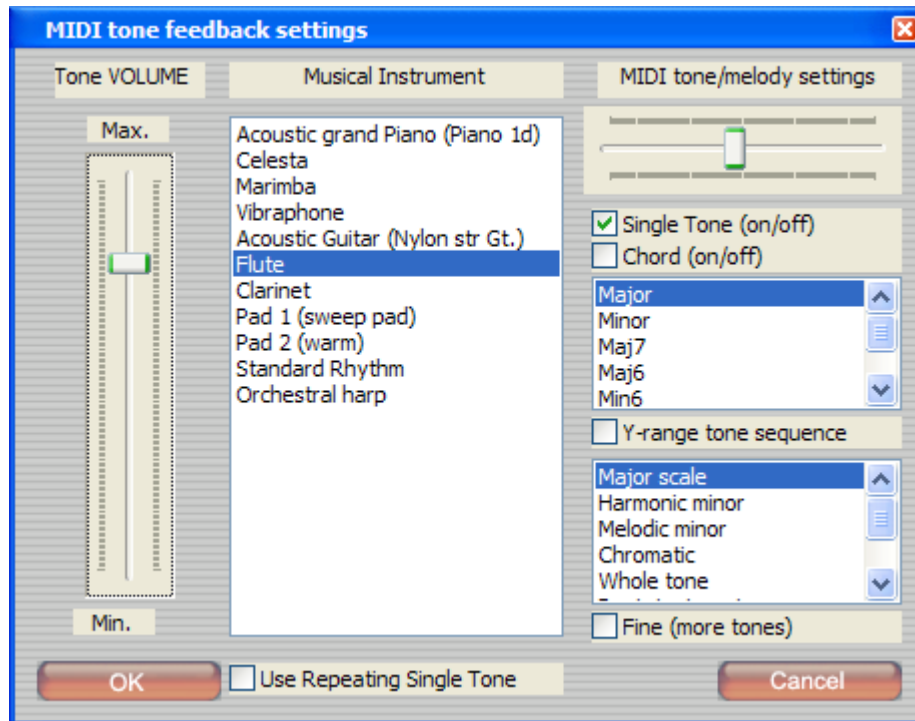 MIDI tone feedback settings
Tone VOLUME
Musical Instrument
MIDI tone/melody settings
Max.
Acoustic grand Piano (Piano 1d)
Celesta
Marimba
Vibraphone
Acoustic Guitar (Nylon str Gt.)
Flute
Clarinet
Pad 1 (sweep pad)
Pad 2 (warm)
Standard Rhythm
Orchestral harp
Single Tone (on/off)
Chord (on/off)
Major
Minor
Maj7
Maj6
Min6
Y-range tone sequence
Major scale
Harmonic minor
Melodic minor
Chromatic
Whole tone
Min.
Fine (more tones)
OK
Use Repeating Single Tone
Cancel